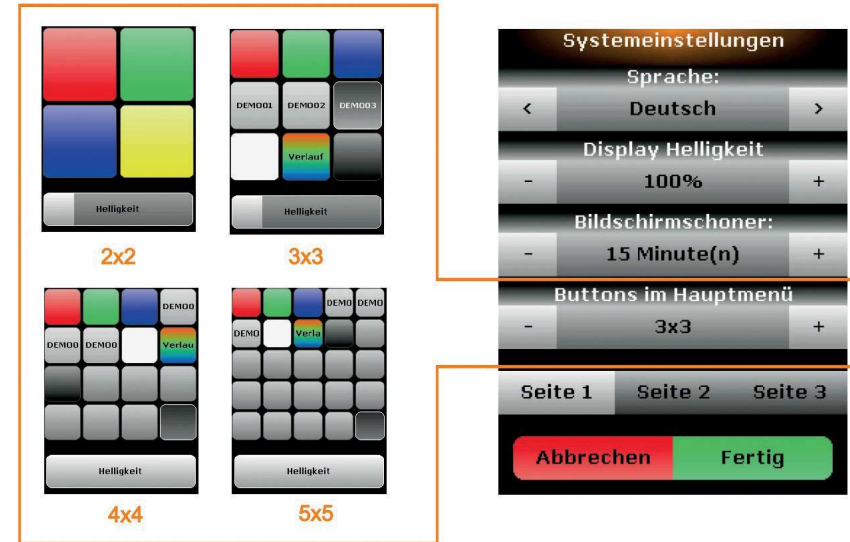 DEMO01 DEMO02 DEMO03
Verlauf
Helligkeit
Helligkeit
2x2
3x3
DEMO0
DEMO0 DEMO0 Verlau
Helligkeit
4x4
DEMO DEMO
DEMO Verla
Helligkeit
5x5
Systemeinstellungen
Sprache:
< Deutsch >
Display Helligkeit
- 100% +
Bildschirmschoner:
- 15 Minute(n) +
Buttons im Hauptmenü
- 3x3 +
Seite 1 Seite 2 Seite 3
Abbrechen Fertig